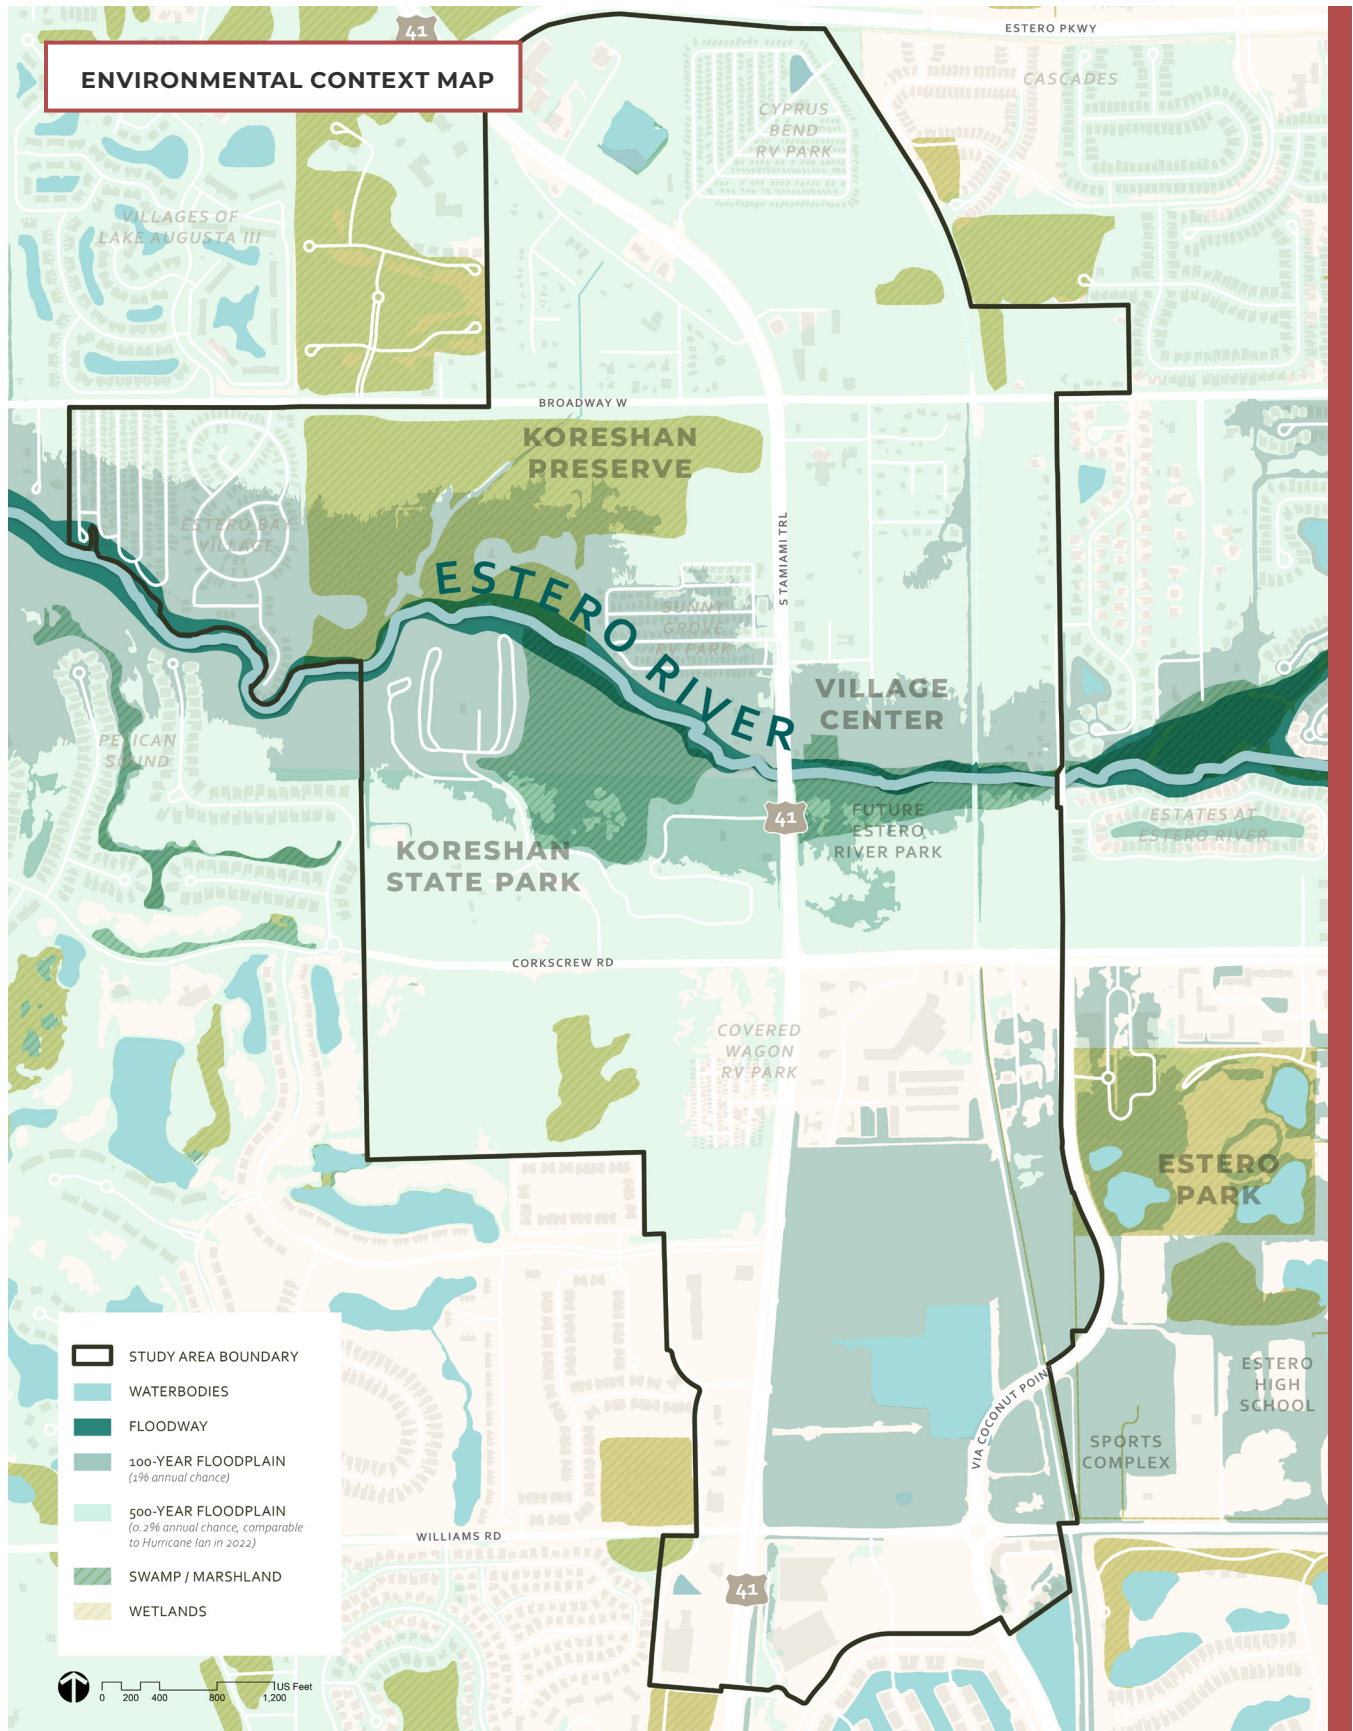 41
ESTERO PKWY
ENVIRONMENTAL CONTEXT MAP
CASCADES
CYPRUS
BEND
RV PARK
VILLAGES OF
LAKE AUGUSTA III
BROADWAY W
KORESHAN
PRESERVE
ESTERO BAY
VILLAGE
S TAMIAMI TRL
ESTERO RIVER
SUNNY
GROVE
RV PARK
VILLAGE
CENTER
PELICAN
SOUND
41
FUTURE
ESTERO
RIVER PARK
ESTATES AT
ESTERO RIVER
KORESHAN
STATE PARK
CORKSCREW RD
COVERED
WAGON
RV PARK
ESTERO
PARK
VIA COCONUT POINT
ESTERO
HIGH
SCHOOL
SPORTS
COMPLEX
WILLIAMS RD
41
STUDY AREA BOUNDARY
WATERBODIES
FLOODWAY
100-YEAR FLOODPLAIN
(1% annual chance)
500-YEAR FLOODPLAIN
(0.2% annual chance, comparable
to Hurricane Ian in 2022)
SWAMP / MARSHLAND
WETLANDS
US Feet
0 200 400 800 1,200